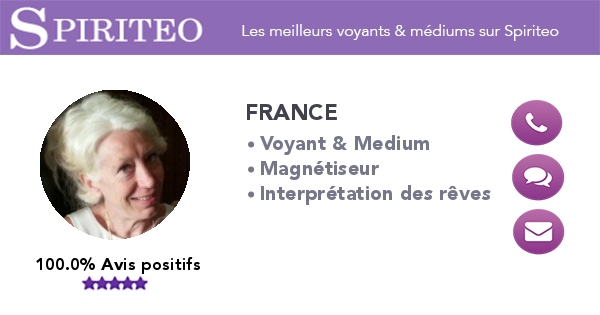 SPIRITEO
Les meilleurs voyants & médiums sur Spiriteo
FRANCE
• Voyant & Medium
• Magnétiseur
• Interprétation des rêves
100.0% Avis positifs